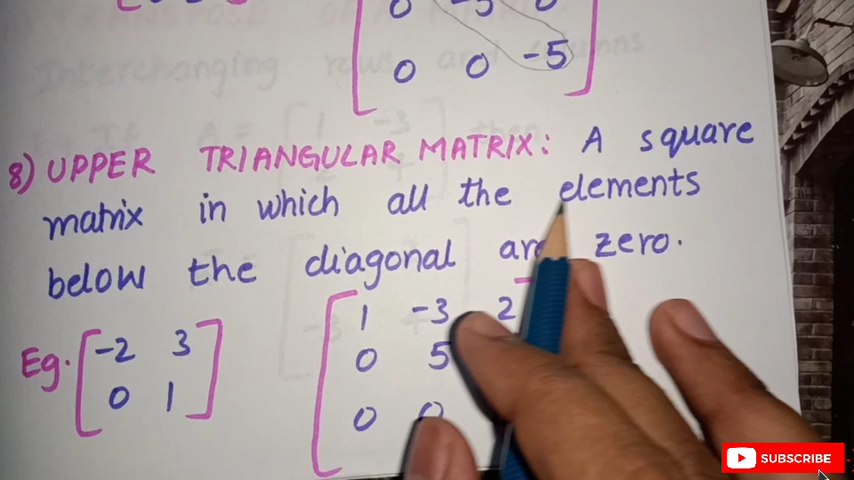 0 0 -5
8) UPPER TRIANGULAR MATRIX: A square
matrix in which all the elements
below the diagonal are zero.
Eg. -2 3
0 1
1 -3 2
0 5
0 0
SUBSCRIBE